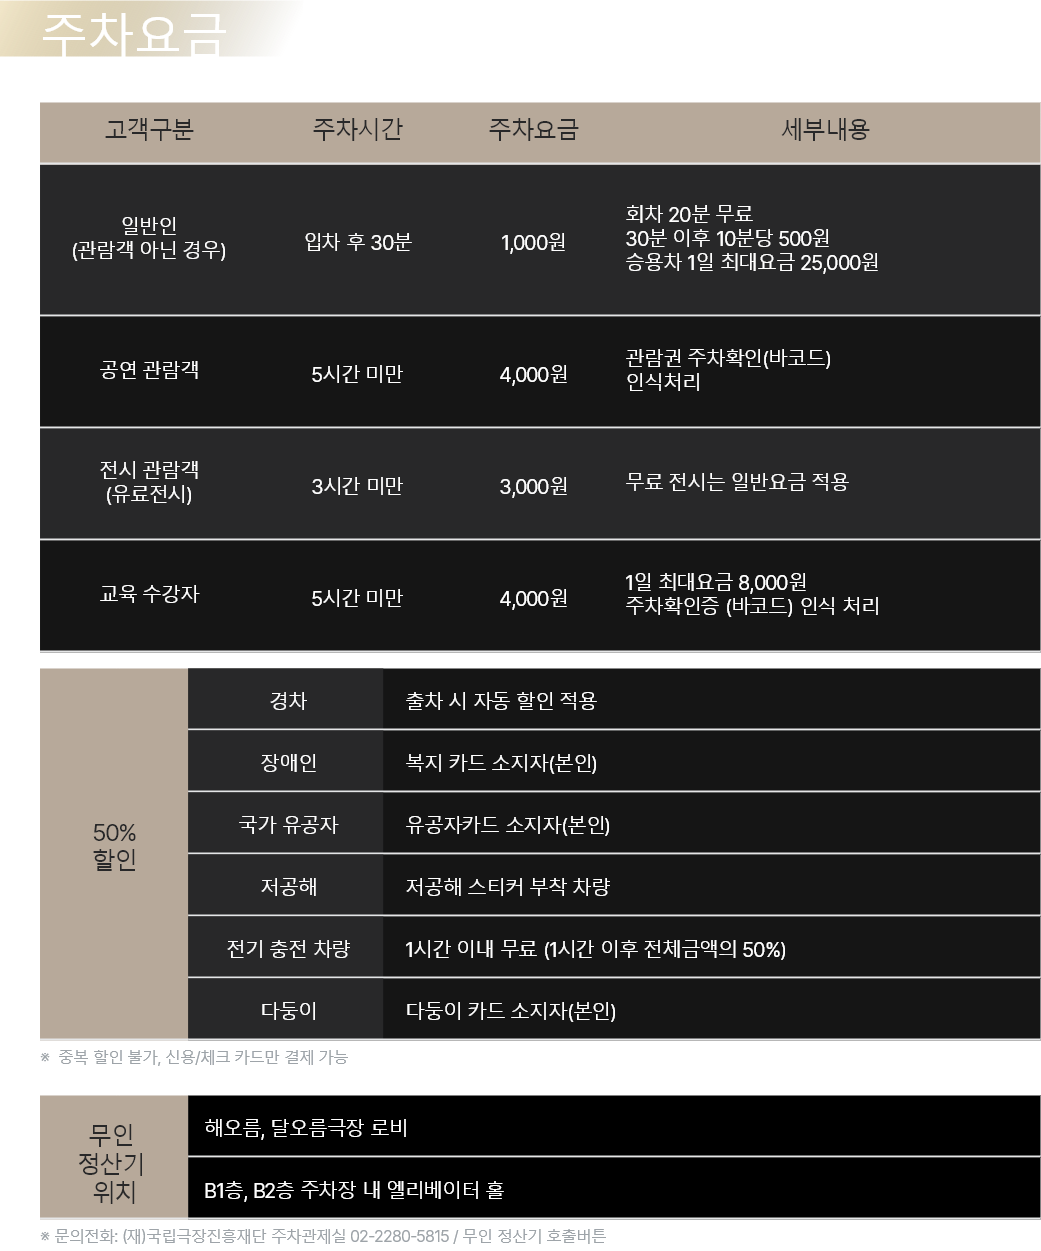 주차요금
고객구분 주차시간 주차요금 세부내용
일반인
(관람객 아닌 경우)
입차 후 30분
1,000원
회차 20분 무료
30분 이후 10분당 500원
승용차 1일 최대요금 25,000원
공연 관람객
5시간 미만
4,000원
관람권 주차확인(바코드)
인식처리
전시 관람객
(유료전시)
3시간 미만
3,000원
무료 전시는 일반요금 적용
교육 수강자
5시간 미만
4,000원
1일 최대요금 8,000원
주차확인증 (바코드) 인식 처리
50%
할인
경차 출차 시 자동 할인 적용
장애인 복지 카드 소지자(본인)
국가 유공자 유공자카드 소지자(본인)
저공해 저공해 스티커 부착 차량
전기 충전 차량 1시간 이내 무료 (1시간 이후 전체금액의 50%)
다둥이 다둥이 카드 소지자(본인)
※ 중복 할인 불가, 신용/체크 카드만 결제 가능
무인
정산기
위치
해오름, 달오름극장 로비
B1층, B2층 주차장 내 엘리베이터 홀
※ 문의전화: (재)국립극장진흥재단 주차관제실 02-2280-5815 / 무인 정산기 호출버튼